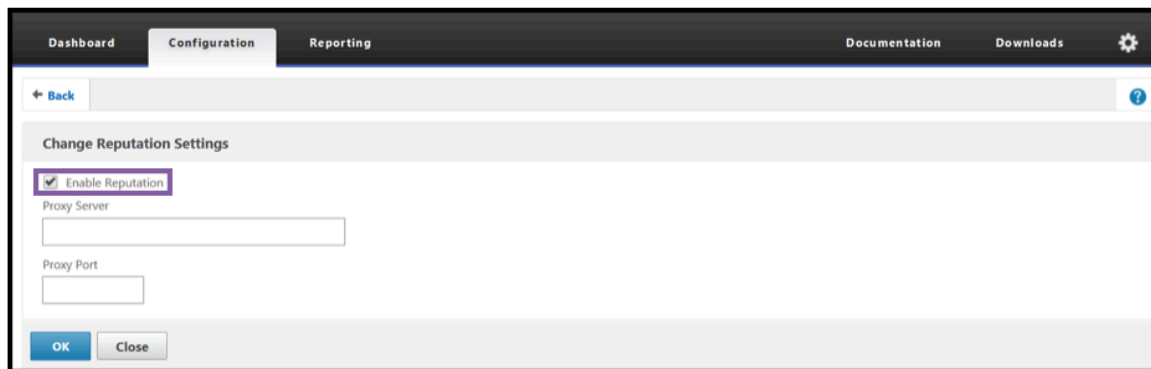 Dashboard Configuration Reporting Documentation Downloads
Back
?
Change Reputation Settings
Enable Reputation
Proxy Server
Proxy Port
OK Close